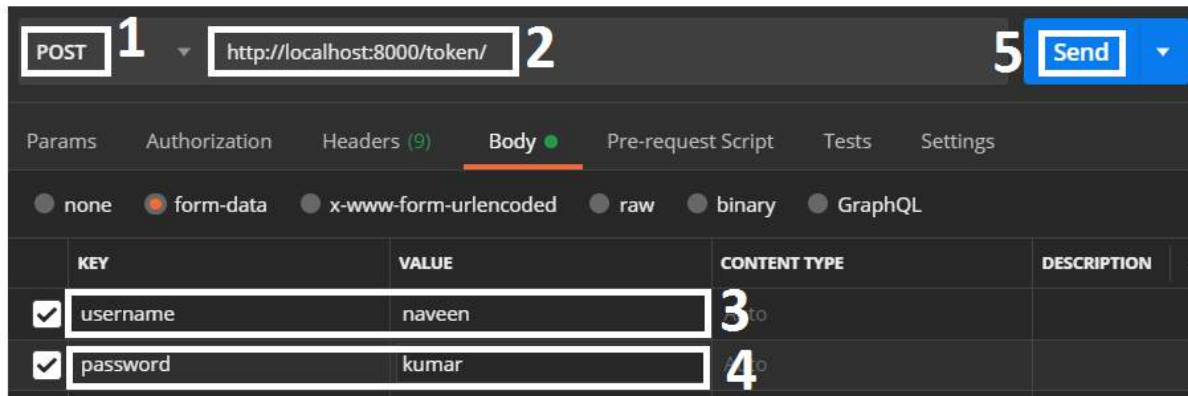 POST 1 http://localhost:8000/token/ 2 5 Send
Params Authorization Headers (9) Body Pre-request Script Tests Settings
none form-data x-www-form-urlencoded raw binary GraphQL
KEY VALUE CONTENT TYPE DESCRIPTION
username naveen 3
password kumar 4